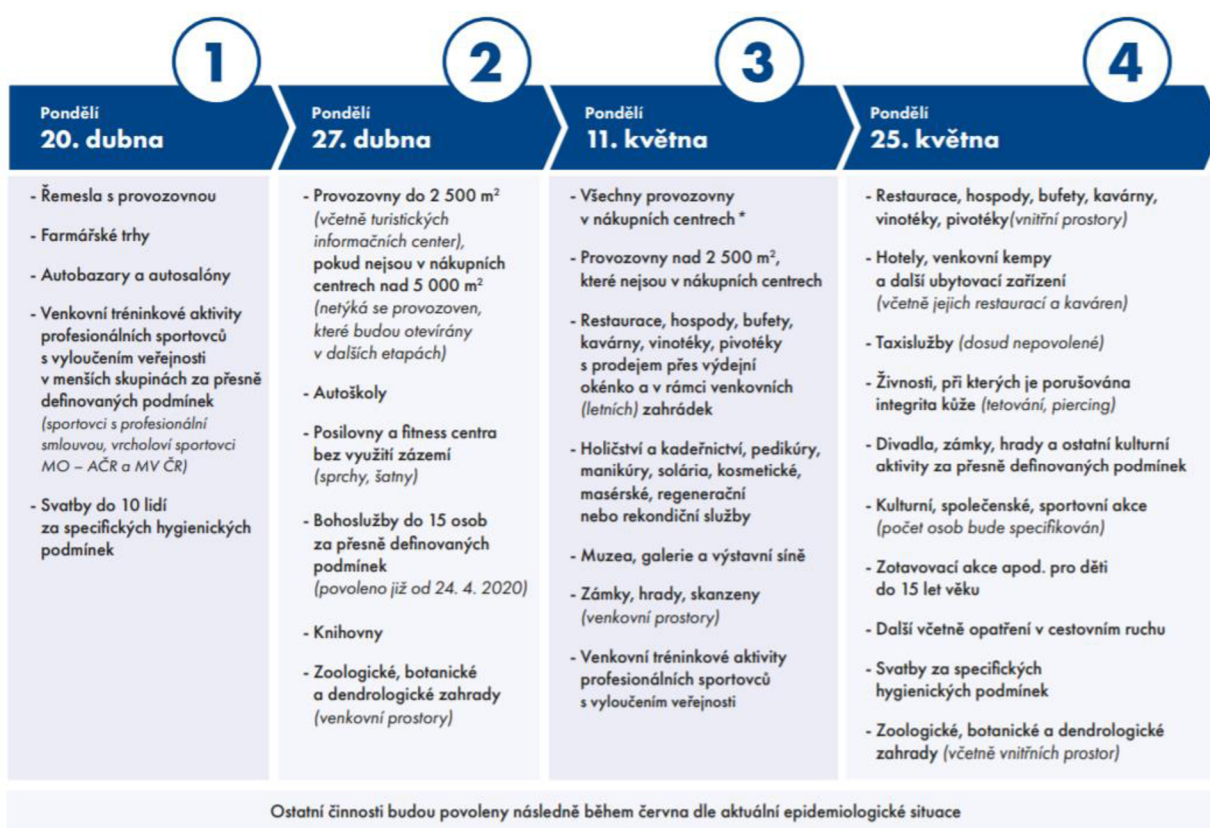 1
Pondělí
20. dubna
- Řemesla s provozovnou
- Farmářské trhy
- Autobazary a autosalóny
- Venkovní tréninkové aktivity
profesionálních sportovců
s vyloučením veřejnosti
v menších skupinách za přesně
definovaných podmínek
(sportovci s profesionální
smlouvou, vrcholoví sportovci
MO – AČR a MV ČR)
- Svatby do 10 lidí
za specifických hygienických
podmínek
2
Pondělí
27. dubna
- Provozovny do 2 500 m²
(včetně turistických
informačních center),
pokud nejsou v nákupních
centrech nad 5 000 m²
(netýká se provozoven,
které budou otevírány
v dalších etapách)
- Autoškoly
- Posilovny a fitness centra
bez využití zázemí
(sprchy, šatny)
- Bohoslužby do 15 osob
za přesně definovaných
podmínek
(povoleno již od 24. 4. 2020)
- Knihovny
- Zoologické, botanické
a dendrologické zahrady
(venkovní prostory)
3
Pondělí
11. května
- Všechny provozovny
v nákupních centrech *
- Provozovny nad 2 500 m²,
které nejsou v nákupních centrech
- Restaurace, hospody, bufety,
kavárny, vinotéky, pivotéky
s prodejem přes výdejní
okénko a v rámci venkovních
(letních) zahrádek
- Holičství a kadeřnictví, pedikúry,
manikúry, solária, kosmetické,
masérské, regenerační
nebo rekondiční služby
- Muzea, galerie a výstavní síně
- Zámky, hrady, skanzeny
(venkovní prostory)
- Venkovní tréninkové aktivity
profesionálních sportovců
s vyloučením veřejnosti
4
Pondělí
25. května
- Restaurace, hospody, bufety, kavárny,
vinotéky, pivotéky(vnitřní prostory)
- Hotely, venkovní kempy
a další ubytovací zařízení
(včetně jejich restaurací a kaváren)
- Taxislužby (dosud nepovolené)
- Živnosti, při kterých je porušována
integrita kůže (tetování, piercing)
- Divadla, zámky, hrady a ostatní kulturní
aktivity za přesně definovaných podmínek
- Kulturní, společenské, sportovní akce
(počet osob bude specifikován)
- Zotavovací akce apod. pro děti
do 15 let věku
- Další včetně opatření v cestovním ruchu
- Svatby za specifických
hygienických podmínek
- Zoologické, botanické a dendrologické
zahrady (včetně vnitřních prostor)
Ostatní činnosti budou povoleny následně během června dle aktuální epidemiologické situace